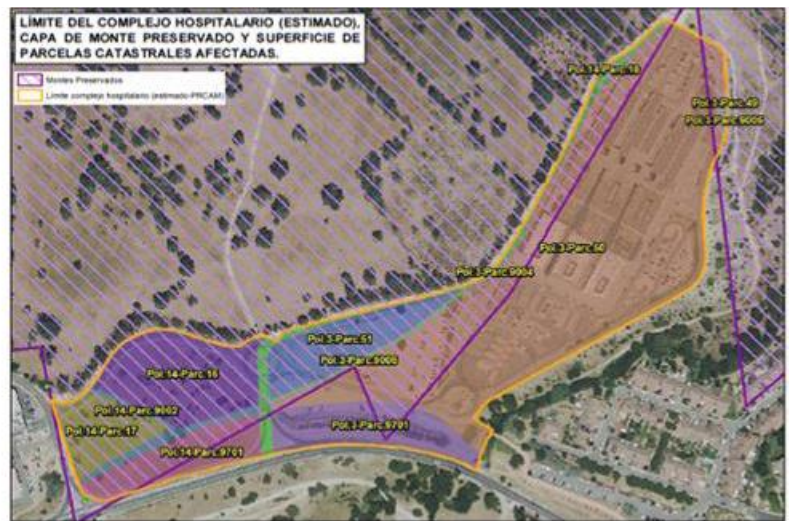 LÍMITE DEL COMPLEJO HOSPITALARIO (ESTIMADO),
CAPA DE MONTE PRESERVADO Y SUPERFICIE DE
PARCELAS CATASTRALES AFECTADAS.
Montes Preservados
Límite complejo hospitalario (estimado-PRCAM)
Pol.14-Parc.18
Pol.3-Parc.49
Pol.3-Parc.9005
Pol.3-Parc.50
Pol.3-Parc.9004
Pol.3-Parc.51
Pol.3-Parc.9006
Pol.14-Parc.16
Pol.14-Parc.9002
Pol.14-Parc.17
Pol.14-Parc.9701
Pol.3-Parc.9701